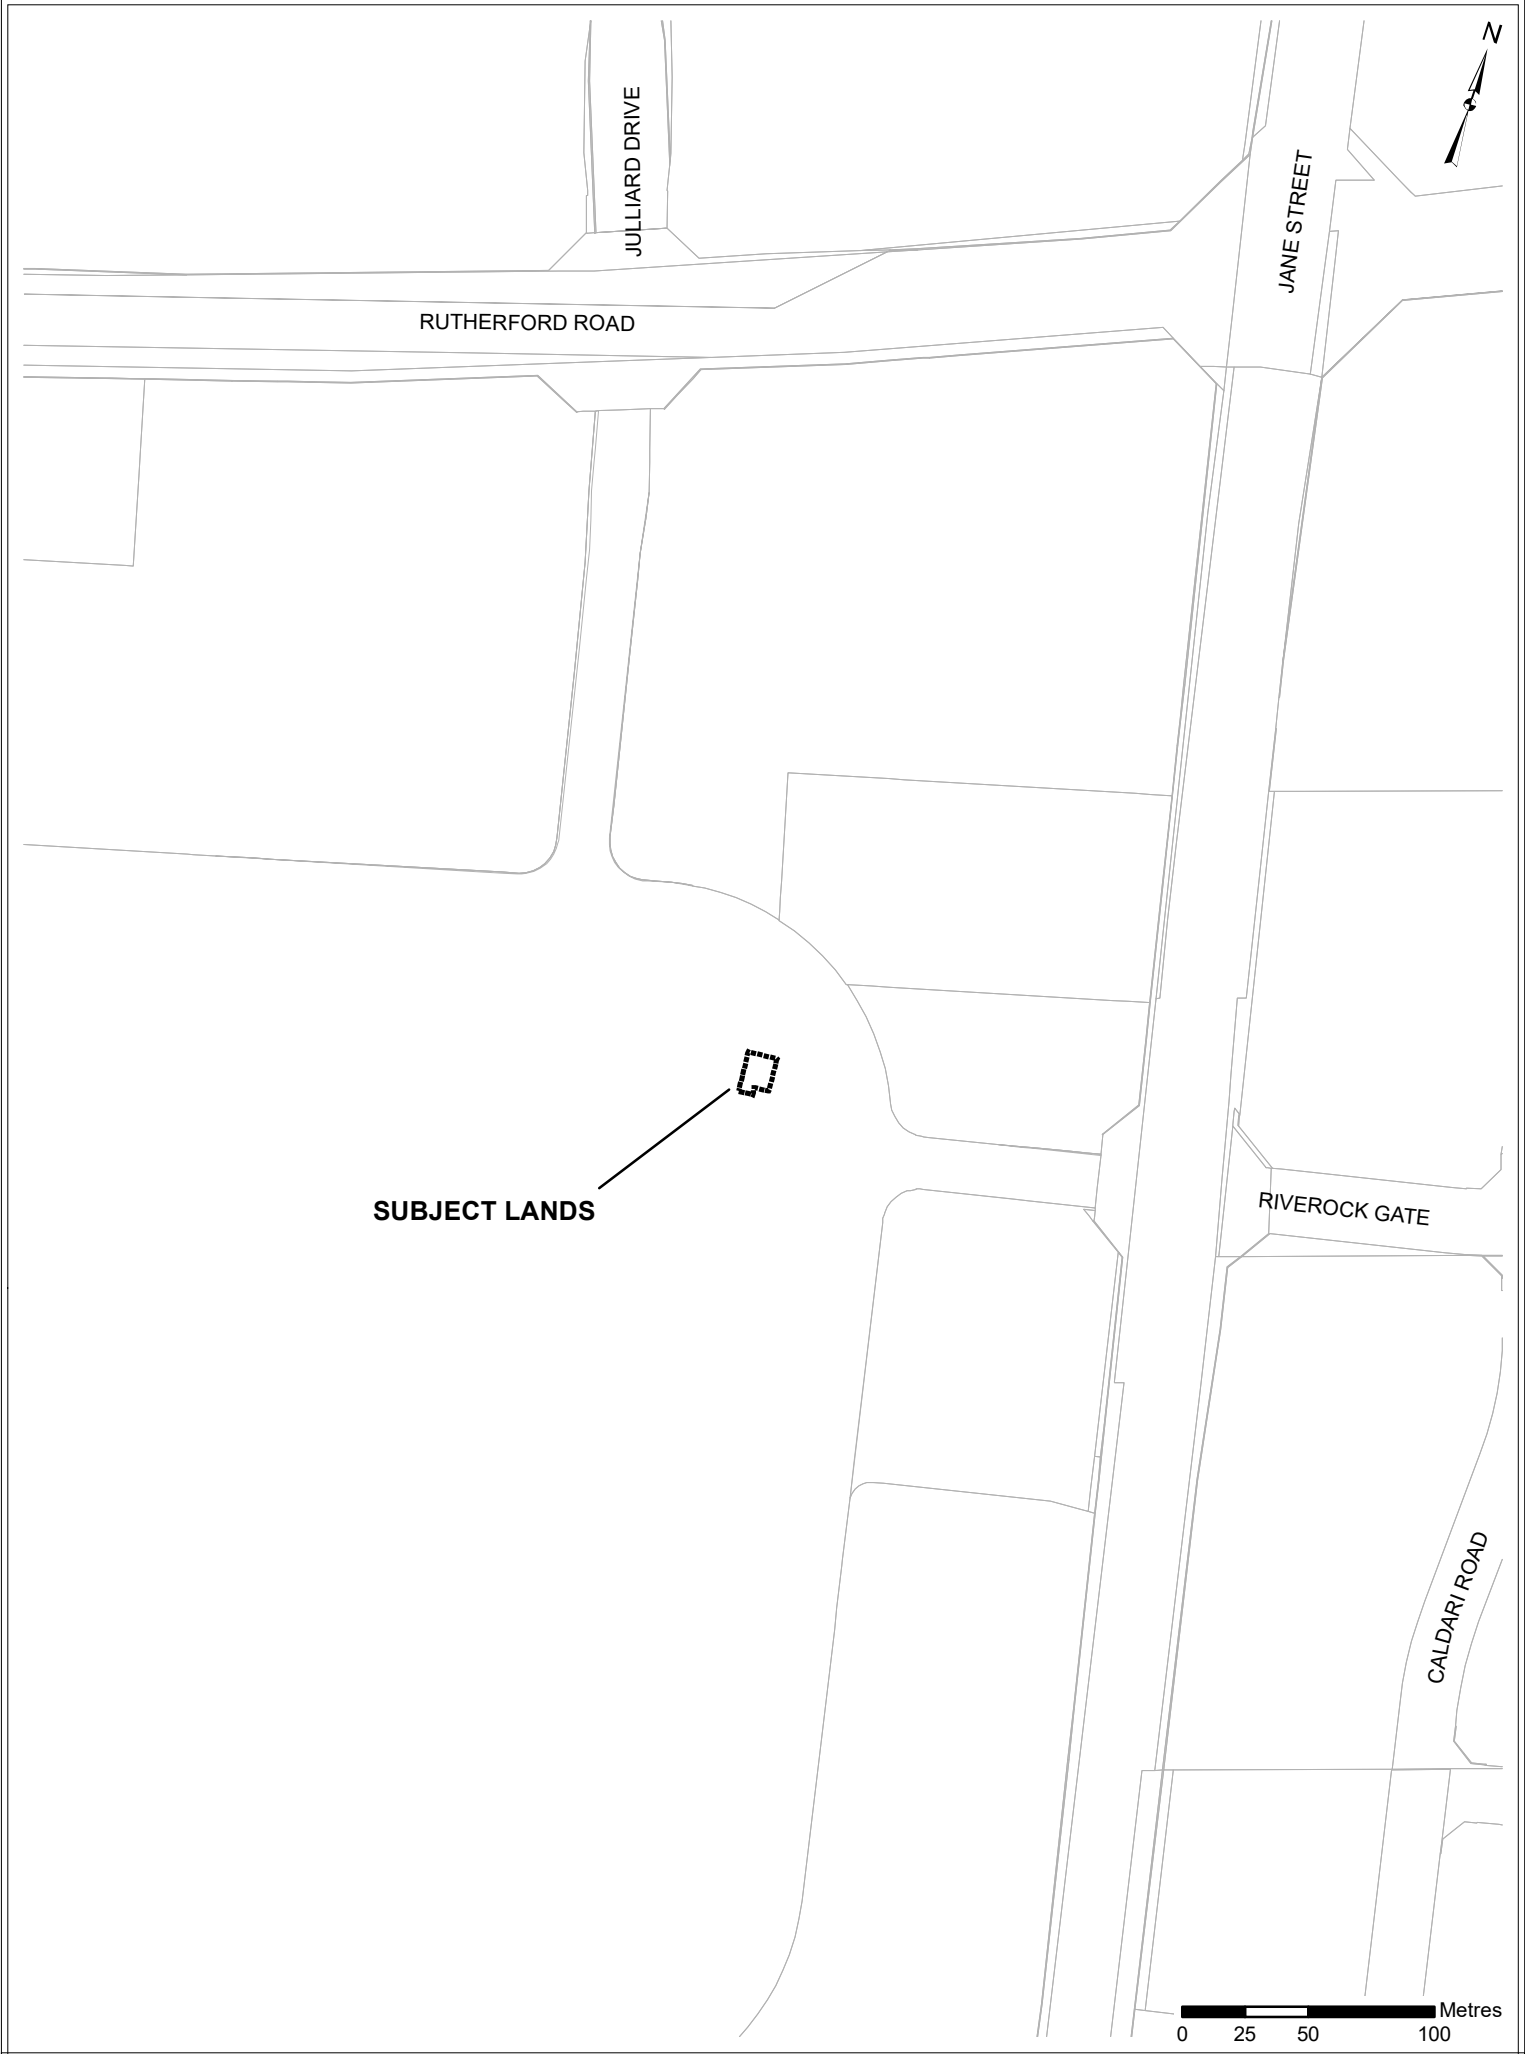 N
JULLIARD DRIVE
JANE STREET
RUTHERFORD ROAD
SUBJECT LANDS
RIVEROCK GATE
CALDARI ROAD
Metres
0 25 50 100